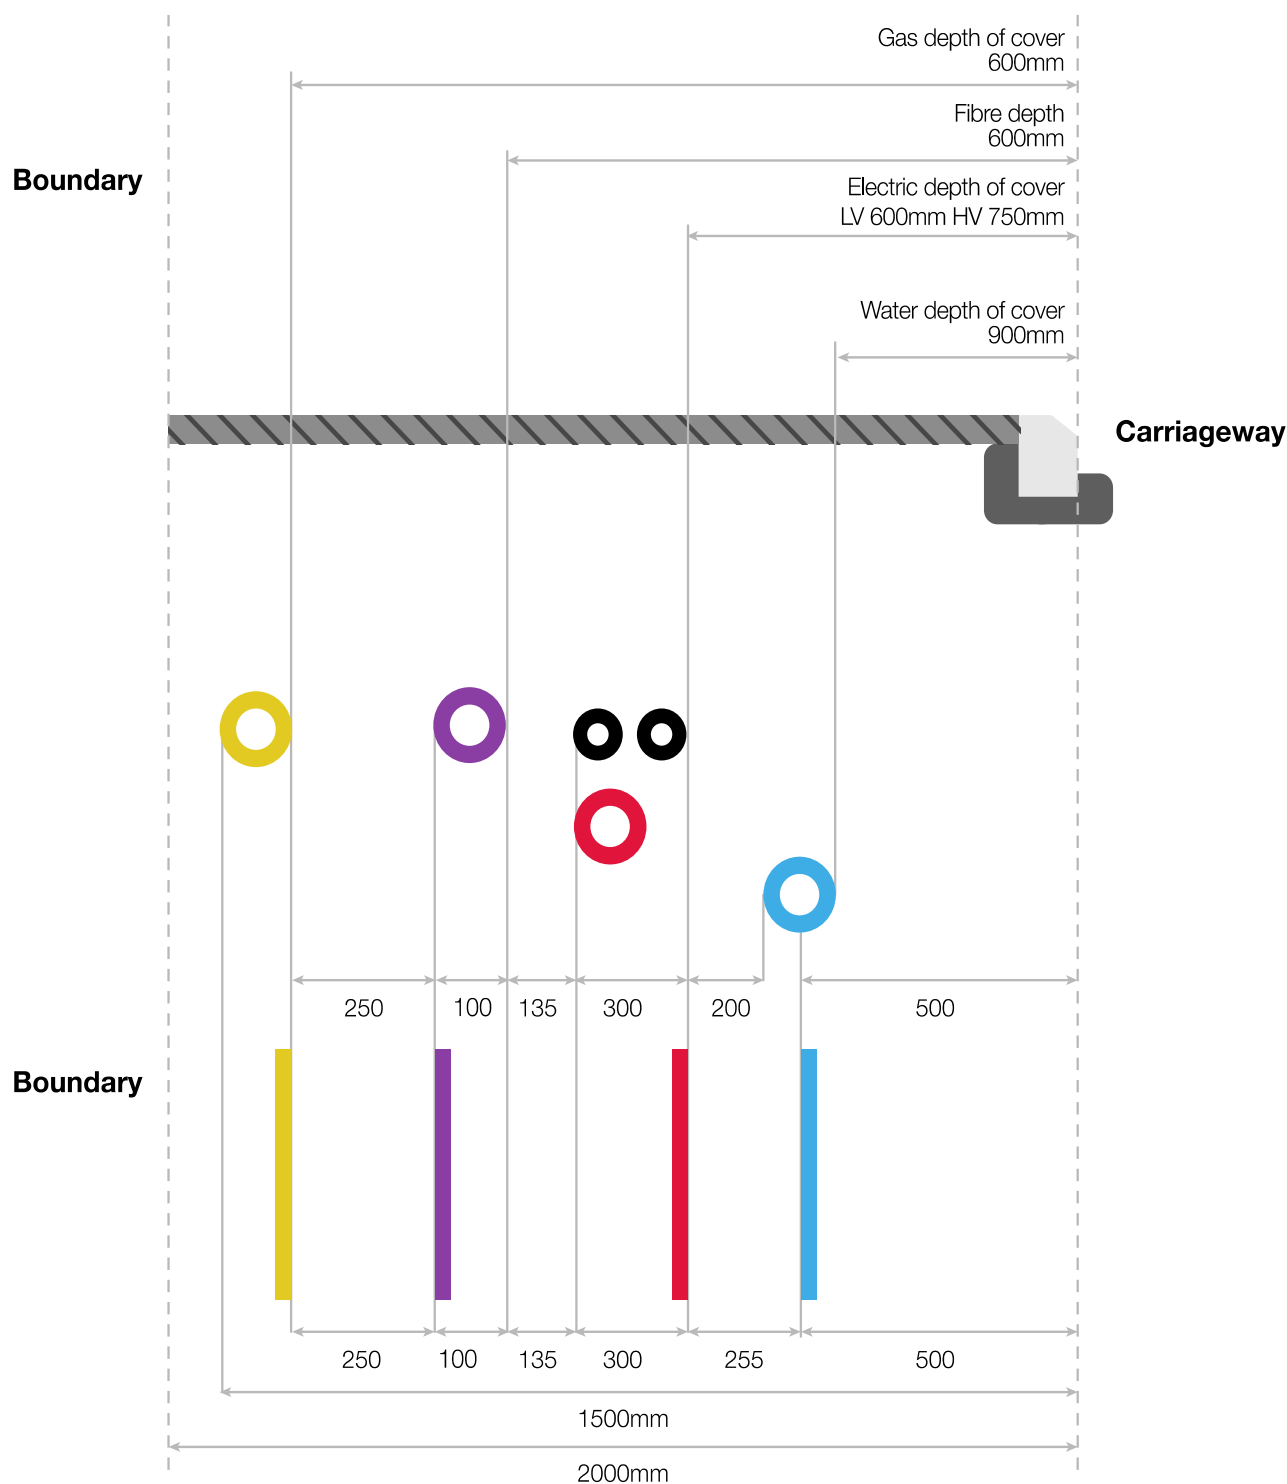 Gas depth of cover
600mm
Fibre depth
600mm
Boundary
Electric depth of cover
LV 600mm HV 750mm
Water depth of cover
900mm
Carriageway
250 100 135 300 200 500
Boundary
250 100 135 300 255 500
1500mm
2000mm